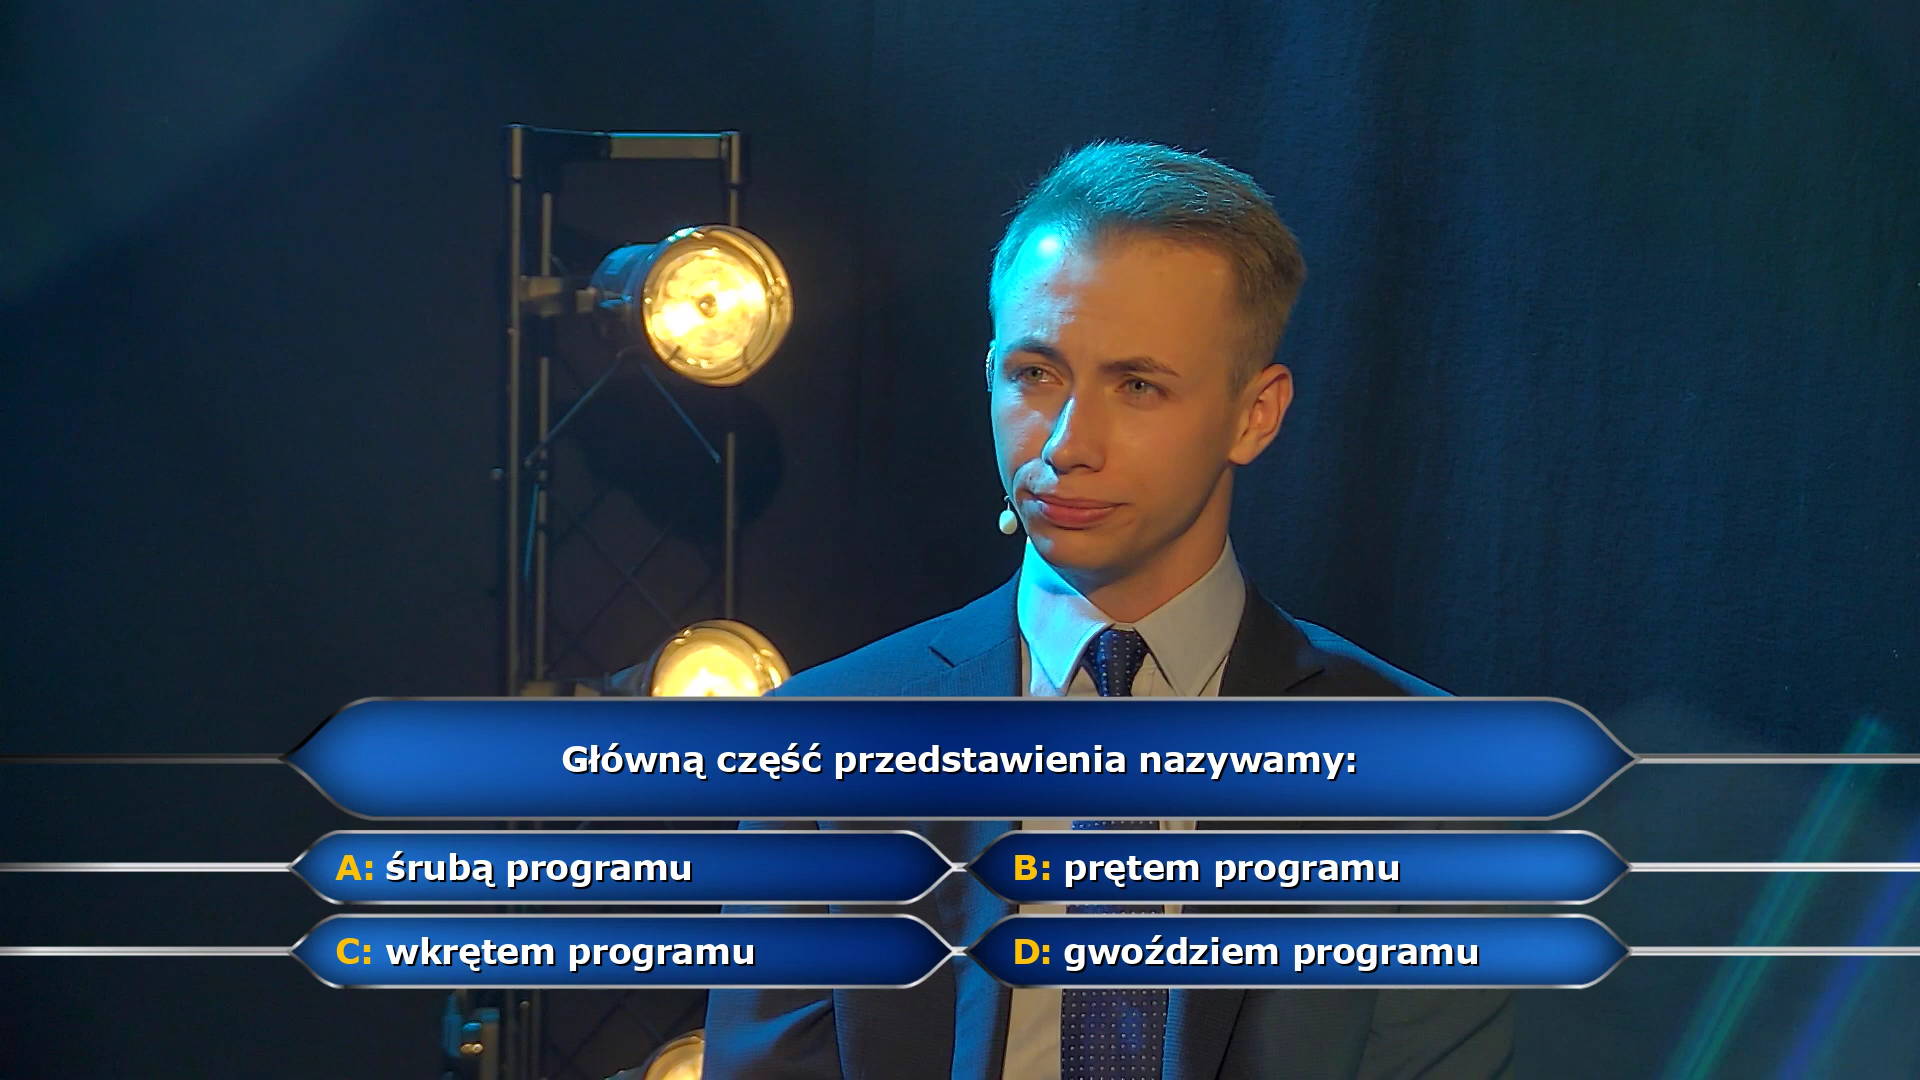 Główną część przedstawienia nazywamy:
A: śrubą programu
B: prętem programu
C: wkrętem programu
D: gwoździem programu